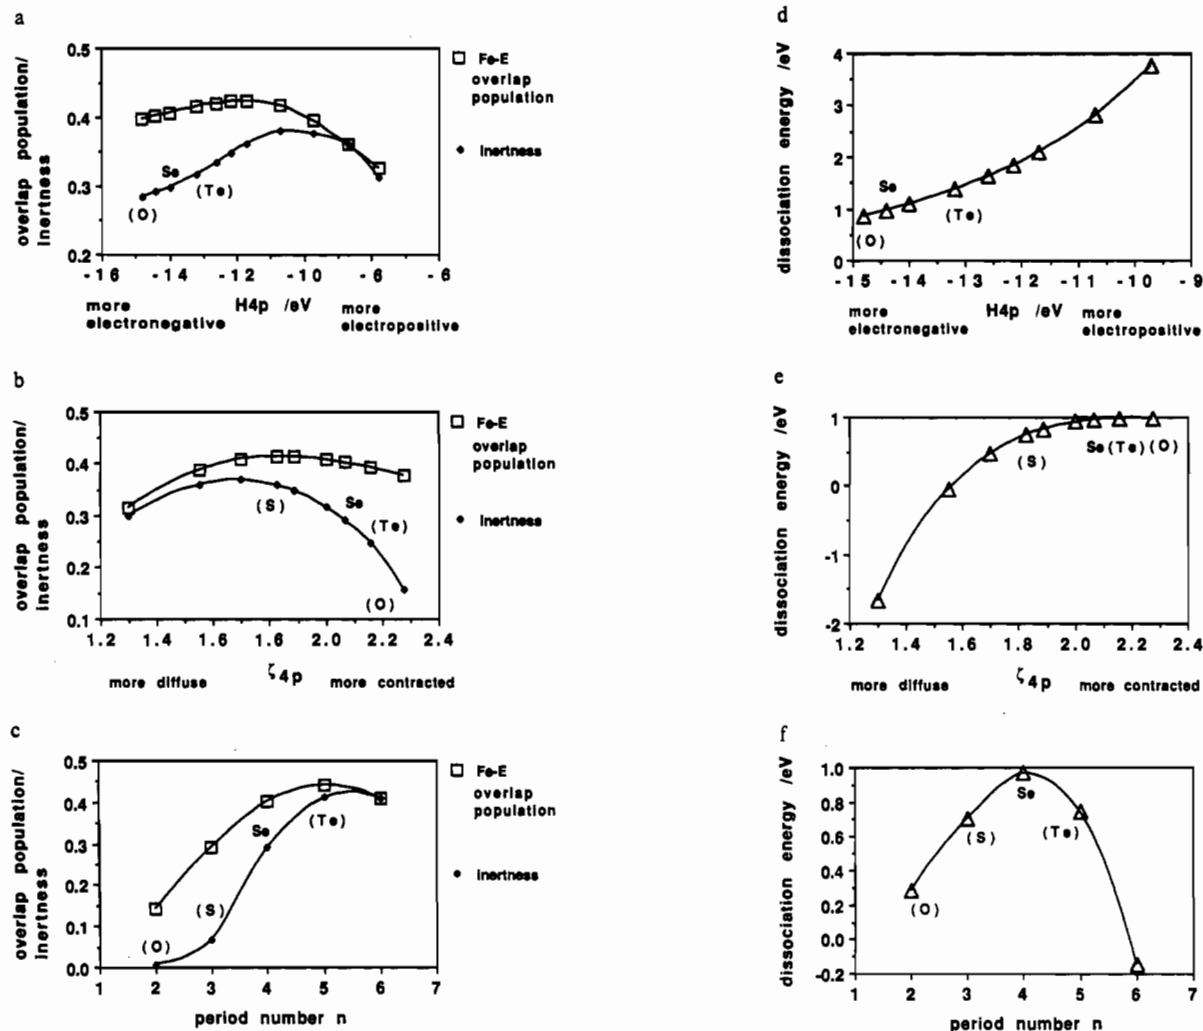 a
overlap population/
inertness
0.5
0.4
0.3
0.2
Se
(Te)
(O)
-16 -14 -12 -10 -8 -6
more
electronegative
H4p /eV
more
electropositive
Fe-E
overlap
population
Inertness
d
dissociation energy /eV
4
3
2
1
0
Se
(Te)
(O)
-15 -14 -13 -12 -11 -10 -9
more
electronegative
H4p /eV
more
electropositive
b
overlap population/
inertness
0.5
0.4
0.3
0.2
0.1
(S)
Se
(Te)
(O)
1.2 1.4 1.6 1.8 2.0 2.2 2.4
more diffuse ζ4p more contracted
Fe-E
overlap
population
Inertness
e
dissociation energy /eV
1
0
-1
-2
Se (Te) (O)
(S)
1.2 1.4 1.6 1.8 2.0 2.2 2.4
more diffuse ζ4p more contracted
c
overlap population/
inertness
0.5
0.4
0.3
0.2
0.1
0.0
Se
(Te)
(S)
(O)
1 2 3 4 5 6 7
period number n
Fe-E
overlap
population
Inertness
f
dissociation energy /eV
1.0
0.8
0.6
0.4
0.2
0.0
-0.2
Se
(S)
(Te)
(O)
1 2 3 4 5 6 7
period number n